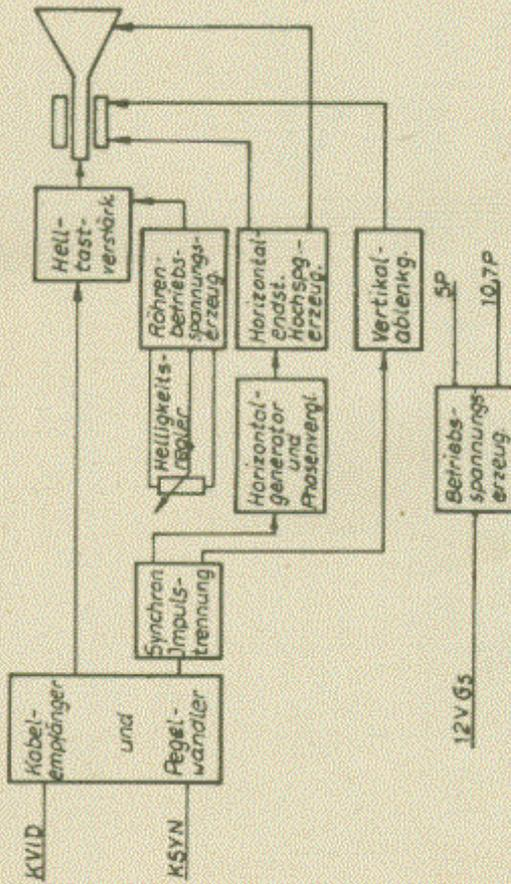 KVID
KSYN
Kabel-
empfänger
und
Pegel-
wandler
Synchron
Impuls-
trennung
Hell-
tast-
verstärk.
Helligkeits-
regler
Röhren-
betriebs-
spannungs-
erzeug.
Horizontal-
generator
und
Phasenvergl.
Horizontal-
endst.
Hochspg.-
erzeug.
Vertikal-
ablenkg.
12V GS
Betriebs-
spannungs-
erzeug.
5P
10,7P